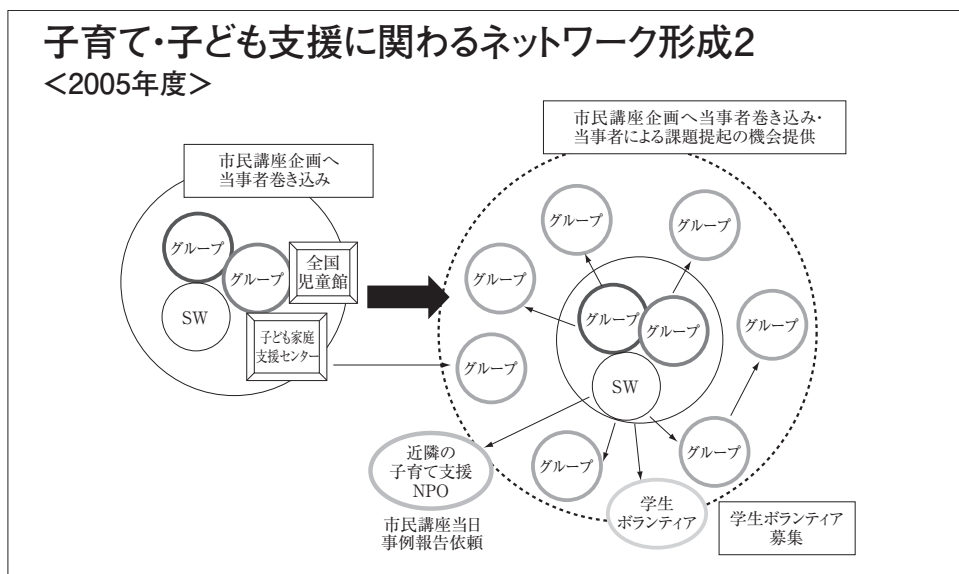 子育て・子ども支援に関わるネットワーク形成2
＜2005年度＞
市民講座企画へ
当事者巻き込み
グループ
グループ
SW
全国
児童館
子ども家庭
支援センター
市民講座企画へ当事者巻き込み・
当事者による課題提起の機会提供
グループ
グループ
グループ
グループ
グループ
グループ
グループ
SW
グループ
グループ
近隣の
子育て支援
NPO
市民講座当日
事例報告依頼
学生
ボランティア
学生ボランティア
募集